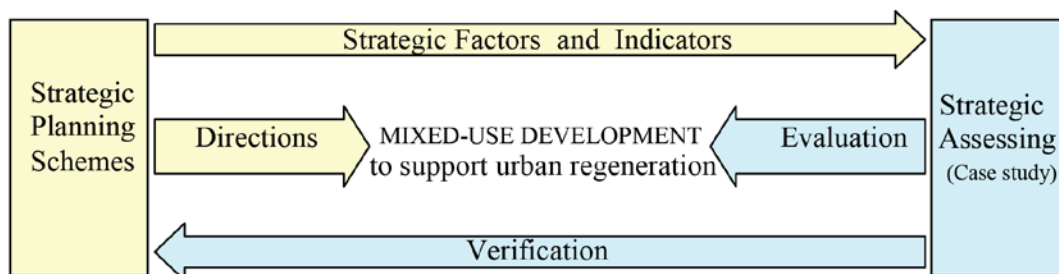 Strategic Factors and Indicators
Strategic
Planning
Schemes
Directions
MIXED-USE DEVELOPMENT
to support urban regeneration
Evaluation
Strategic
Assessing
(Case study)
Verification